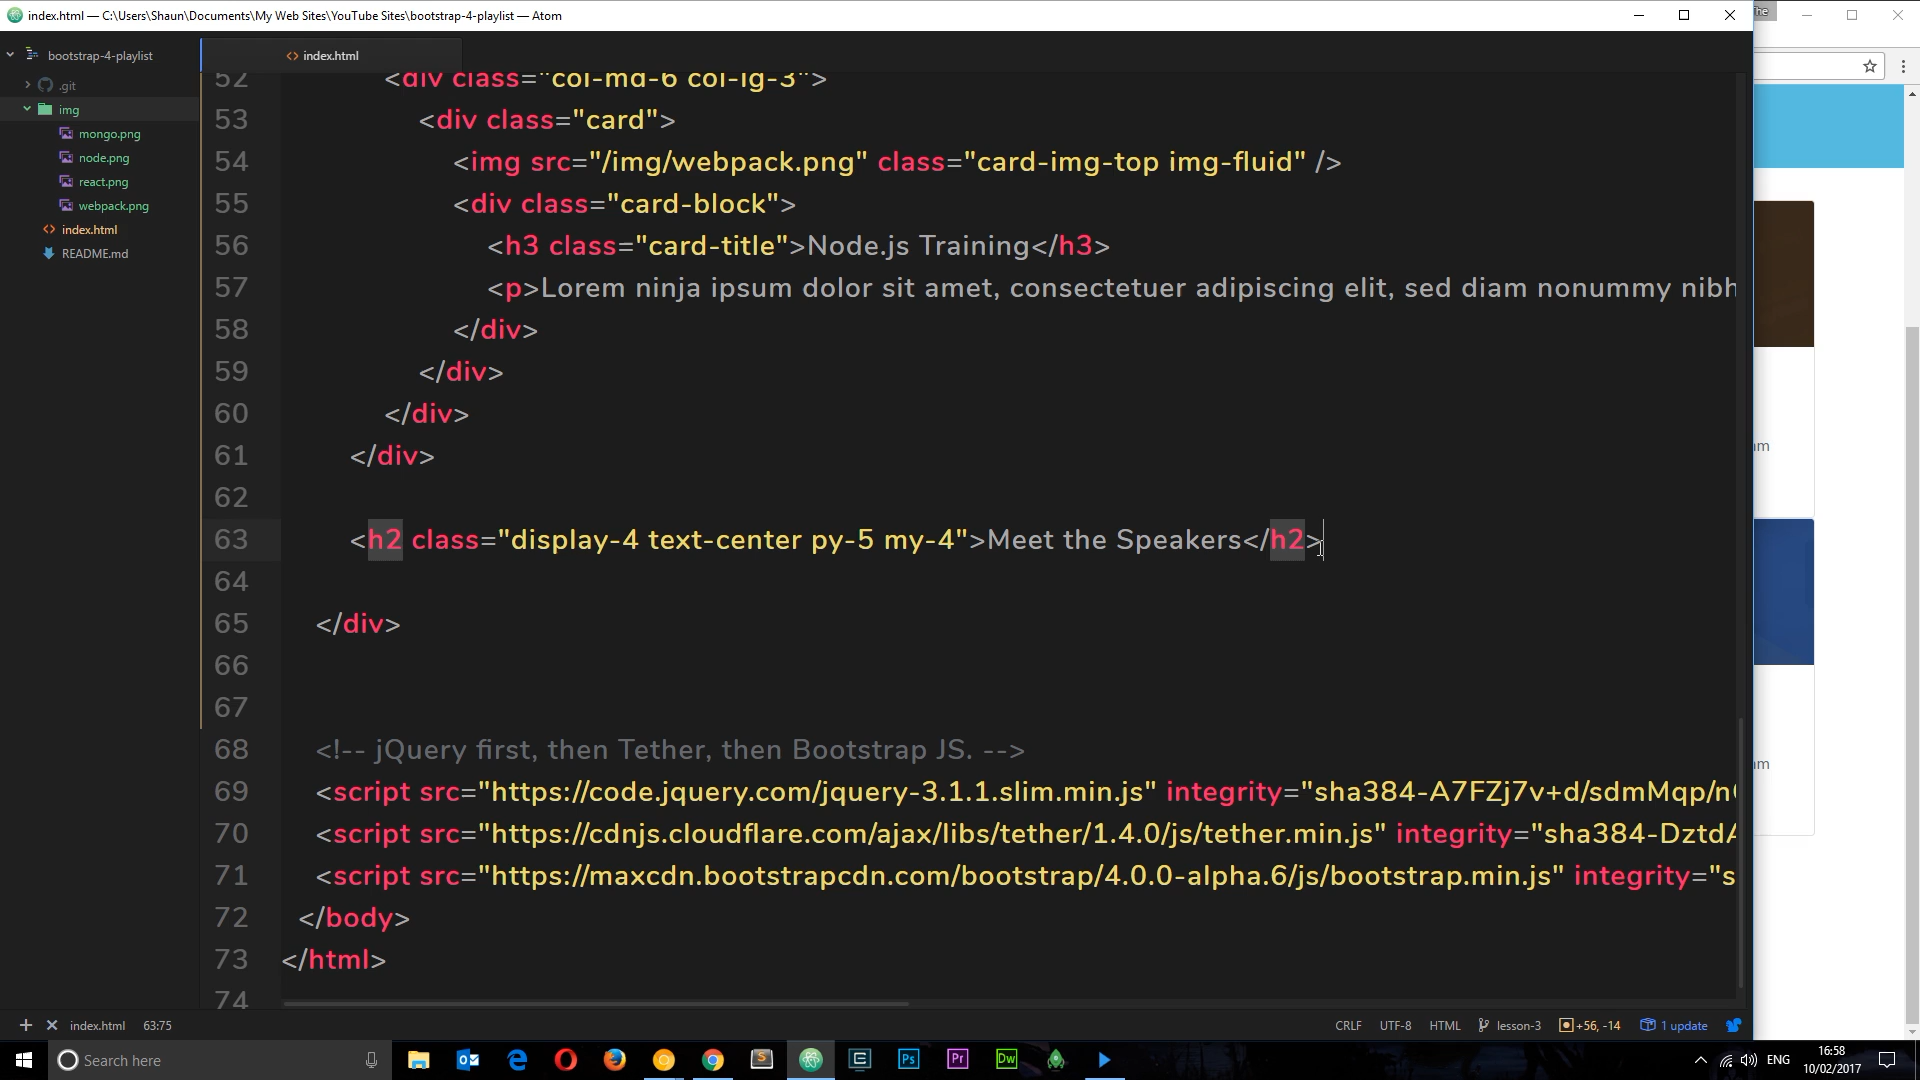 index.html — C:\Users\Shaun\Documents\My Web Sites\YouTube Sites\bootstrap-4-playlist — Atom
bootstrap-4-playlist
.git
img
mongo.png
node.png
react.png
webpack.png
index.html
README.md
index.html
52 <div class="col-md-6 col-lg-3">
53 <div class="card">
54 <img src="/img/webpack.png" class="card-img-top img-fluid" />
55 <div class="card-block">
56 <h3 class="card-title">Node.js Training</h3>
57 <p>Lorem ninja ipsum dolor sit amet, consectetuer adipiscing elit, sed diam nonummy nibh
58 </div>
59 </div>
60 </div>
61 </div>
62
63 <h2 class="display-4 text-center py-5 my-4">Meet the Speakers</h2>
64
65 </div>
66
67
68 <!-- jQuery first, then Tether, then Bootstrap JS. -->
69 <script src="https://code.jquery.com/jquery-3.1.1.slim.min.js" integrity="sha384-A7FZj7v+d/sdmMqp/n
70 <script src="https://cdnjs.cloudflare.com/ajax/libs/tether/1.4.0/js/tether.min.js" integrity="sha384-Dztd
71 <script src="https://maxcdn.bootstrapcdn.com/bootstrap/4.0.0-alpha.6/js/bootstrap.min.js" integrity="s
72 </body>
73 </html>
74
index.html 63:75
CRLF UTF-8 HTML lesson-3 +56, -14 1 update
Search here
ENG
16:58
10/02/2017